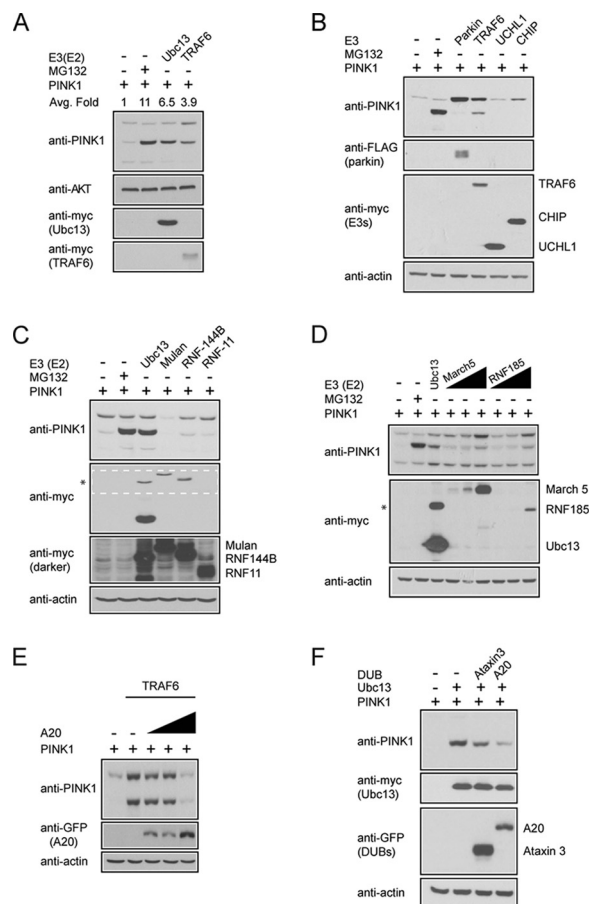 A
E3(E2) - - Ubc13 TRAF6
MG132 - + - -
PINK1 + + + +
Avg. Fold 1 11 6.5 3.9
anti-PINK1
anti-AKT
anti-myc
(Ubc13)
anti-myc
(TRAF6)
B
E3 - - Parkin TRAF6 UCHL1 CHIP
MG132 - + - - - -
PINK1 + + + + + +
anti-PINK1
anti-FLAG
(parkin)
anti-myc
(E3s)
TRAF6
CHIP
UCHL1
anti-actin
C
E3 (E2) - - Ubc13 Mulan RNF-144B RNF-11
MG132 - + - - - -
PINK1 + + + + + +
anti-PINK1
*
anti-myc
anti-myc
(darker)
Mulan
RNF144B
RNF11
anti-actin
D
E3 (E2) - - Ubc13 March5 RNF185
MG132 - + - - - - - - -
PINK1 + + + + + + + + +
anti-PINK1
*
anti-myc
March 5
RNF185
Ubc13
anti-actin
E
TRAF6
A20 - -
PINK1 + + + + +
anti-PINK1
anti-GFP
(A20)
anti-actin
F
DUB - - Ataxin3 A20
Ubc13 - + + +
PINK1 + + + +
anti-PINK1
anti-myc
(Ubc13)
anti-GFP
(DUBs)
A20
Ataxin 3
anti-actin